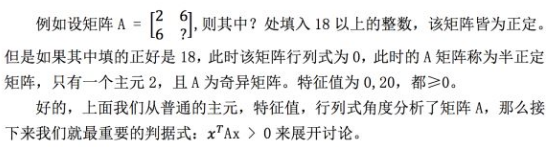 例如设矩阵 A = [2 6
6 ?],则其中？处填入 18 以上的整数，该矩阵皆为正定。
但是如果其中填的正好是 18，此时该矩阵行列式为 0，此时的 A 矩阵称为半正定
矩阵，只有一个主元 2，且 A 为奇异矩阵。特征值为 0,20，都≥0。
好的，上面我们从普通的主元，特征值，行列式角度分析了矩阵 A，那么接
下来我们就最重要的判据式：xᵀAx > 0 来展开讨论。